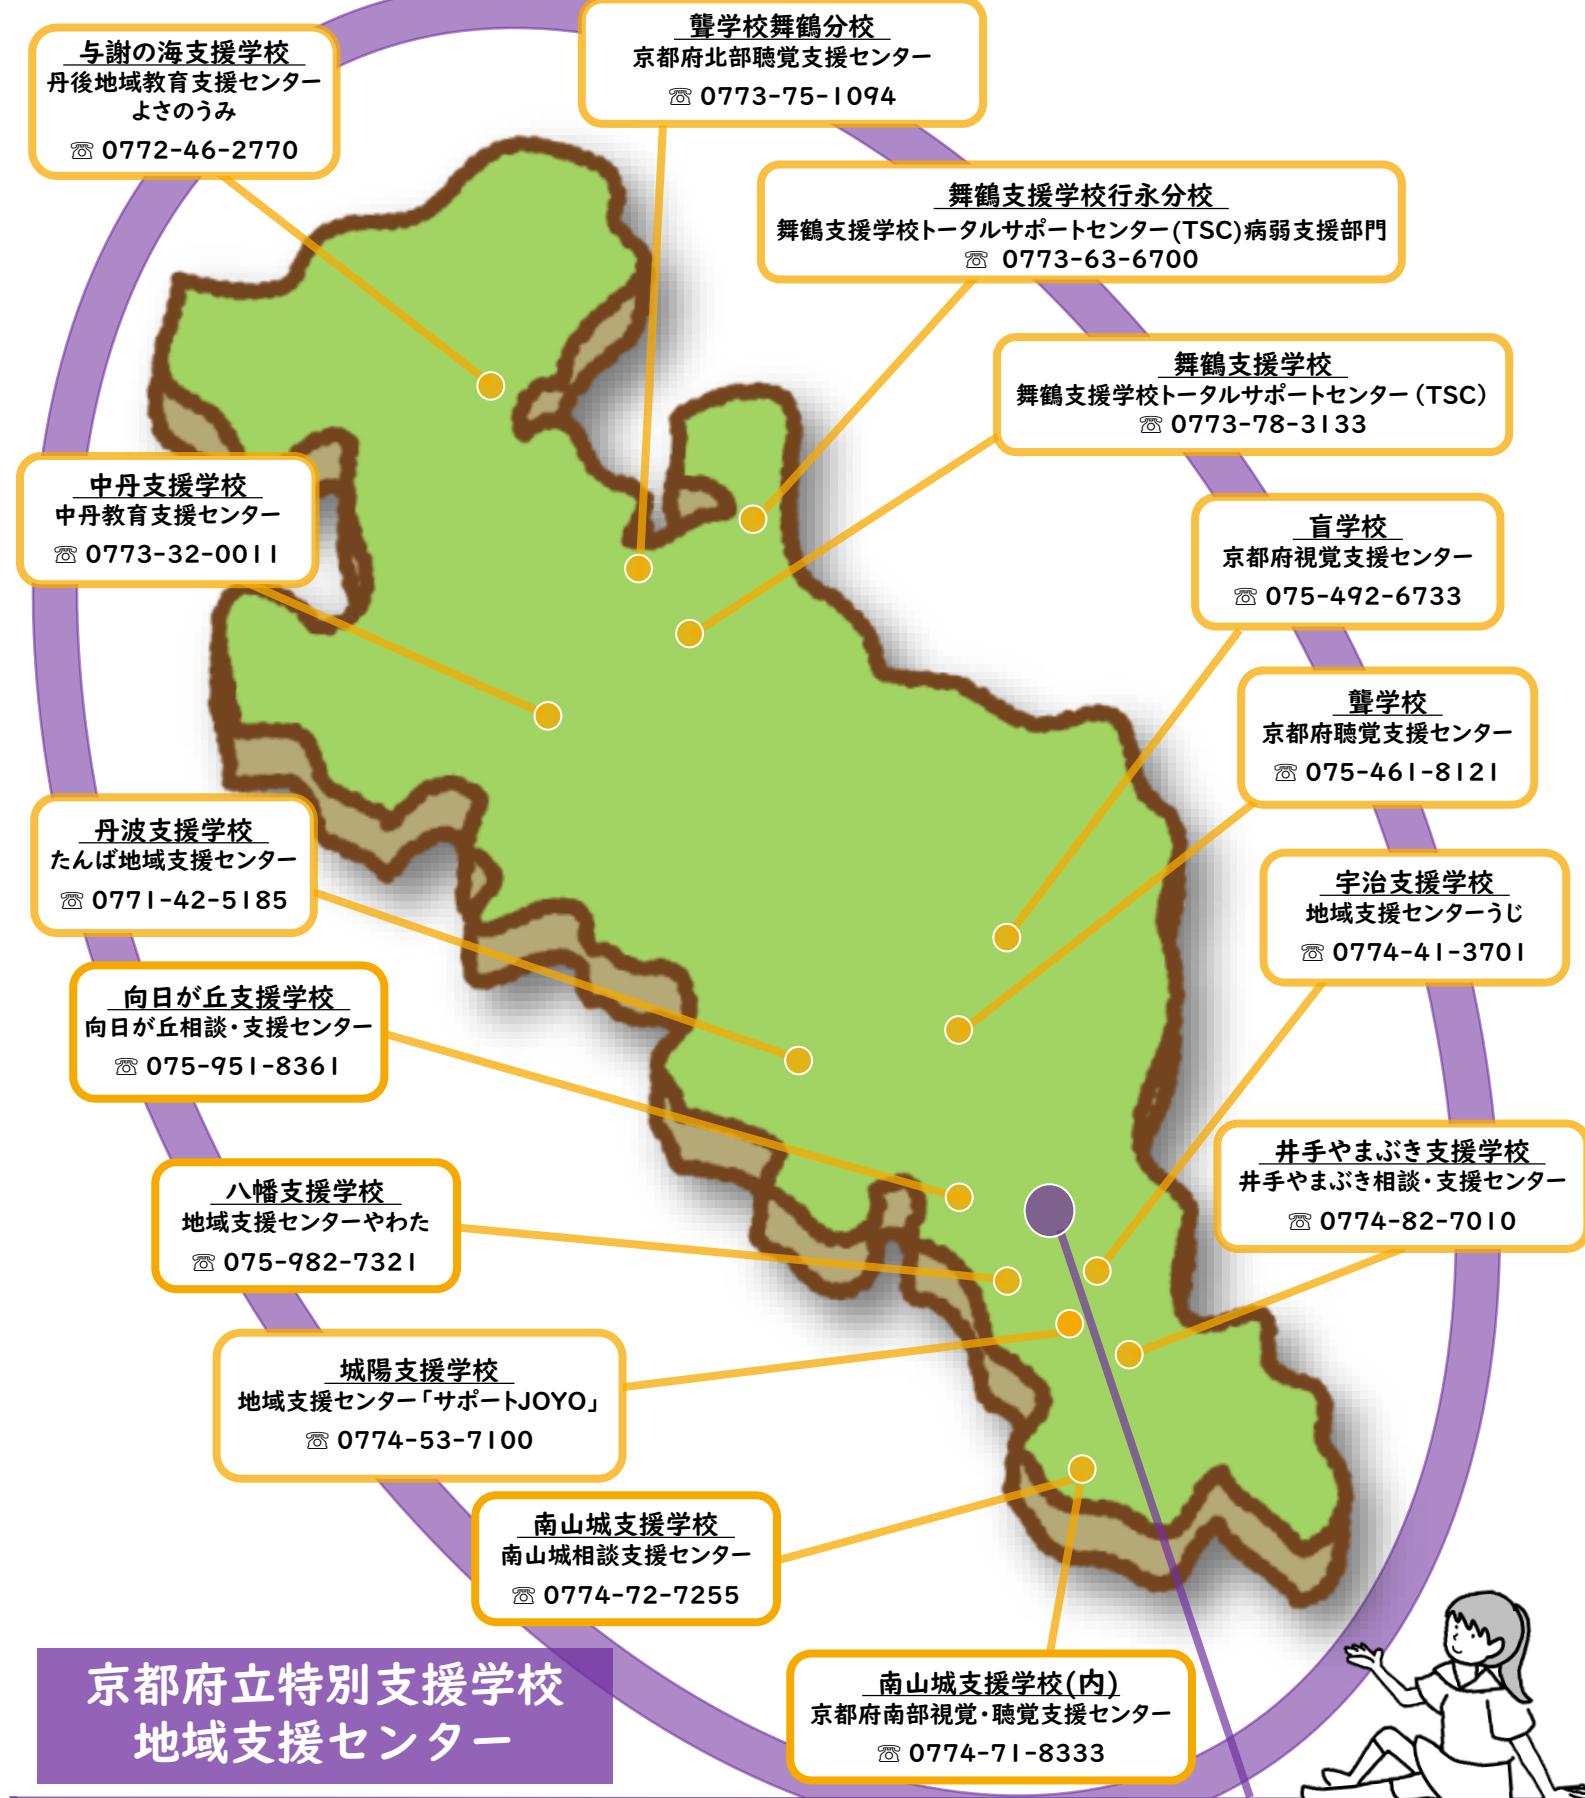 与謝の海支援学校
丹後地域教育支援センター
よさのうみ
☏ 0772-46-2770
聾学校舞鶴分校
京都府北部聴覚支援センター
☏ 0773-75-1094
舞鶴支援学校行永分校
舞鶴支援学校トータルサポートセンター(TSC)病弱支援部門
☏ 0773-63-6700
舞鶴支援学校
舞鶴支援学校トータルサポートセンター(TSC)
☏ 0773-78-3133
中丹支援学校
中丹教育支援センター
☏ 0773-32-0011
盲学校
京都府視覚支援センター
☏ 075-492-6733
聾学校
京都府聴覚支援センター
☏ 075-461-8121
丹波支援学校
たんば地域支援センター
☏ 0771-42-5185
宇治支援学校
地域支援センターうじ
☏ 0774-41-3701
向日が丘支援学校
向日が丘相談・支援センター
☏ 075-951-8361
井手やまぶき支援学校
井手やまぶき相談・支援センター
☏ 0774-82-7010
八幡支援学校
地域支援センターやわた
☏ 075-982-7321
城陽支援学校
地域支援センター「サポートJOYO」
☏ 0774-53-7100
南山城支援学校
南山城相談支援センター
☏ 0774-72-7255
南山城支援学校(内)
京都府南部視覚・聴覚支援センター
☏ 0774-71-8333
京都府立特別支援学校
地域支援センター